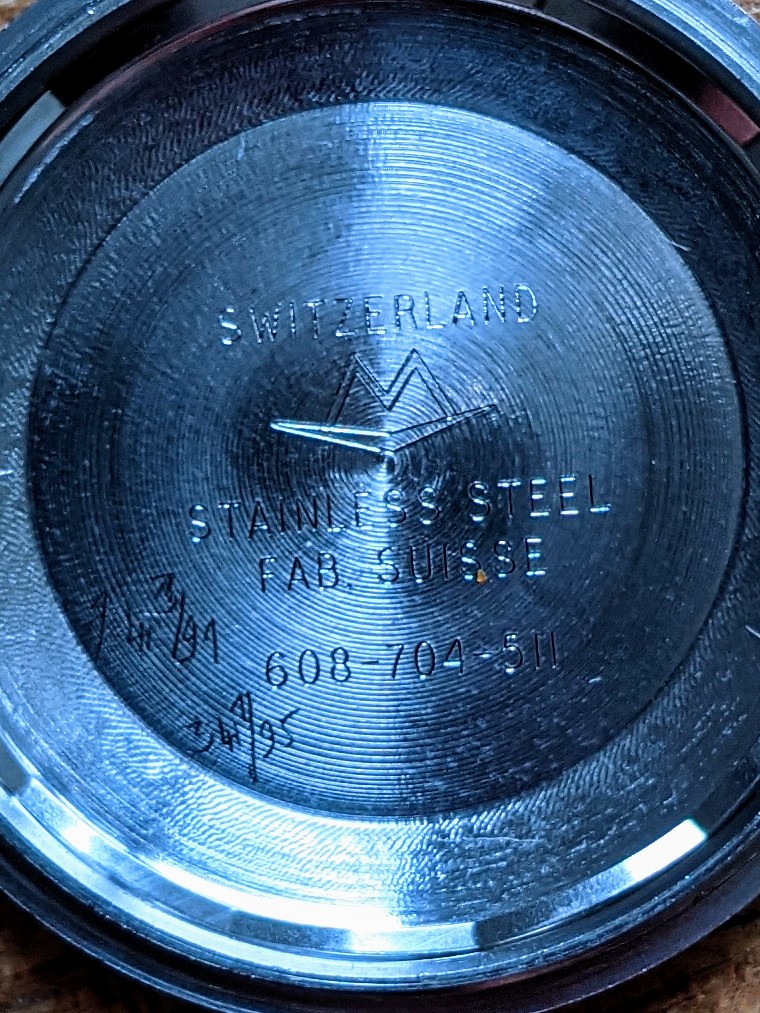 SWITZERLAND
M
STAINLESS STEEL
FAB. SUISSE
608-704-511